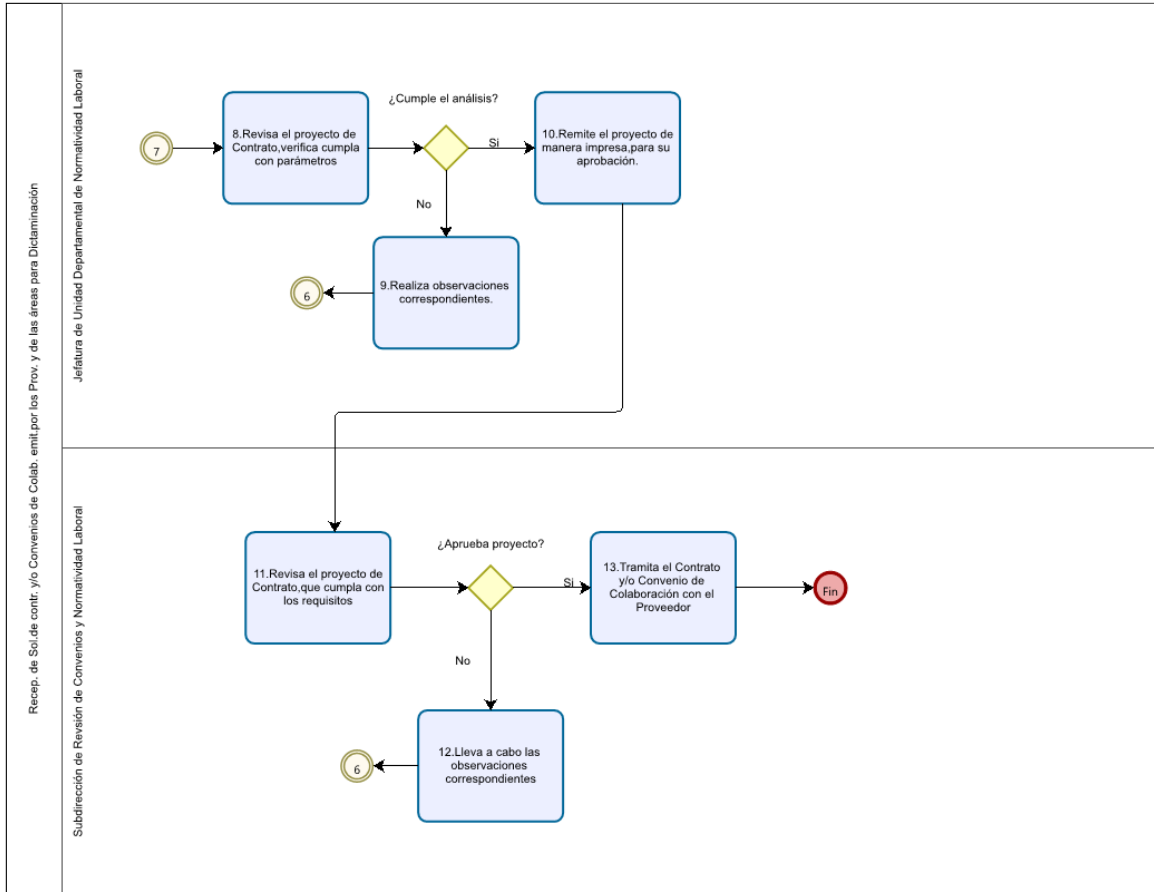 Recep. de Sol.de contr. y/o Convenios de Colab. emit.por los Prov. y de las áreas para Dictaminación
Jefatura de Unidad Departamental de Normatividad Laboral
7
8.Revisa el proyecto de
Contrato,verifica cumpla
con parámetros
¿Cumple el análisis?
Si
10.Remite el proyecto de
manera impresa,para su
aprobación.
No
9.Realiza observaciones
correspondientes.
6
Subdirección de Revsión de Convenios y Normatividad Laboral
11.Revisa el proyecto de
Contrato,que cumpla con
los requisitos
¿Aprueba proyecto?
Si
13.Tramita el Contrato
y/o Convenio de
Colaboración con el
Proveedor
Fin
No
12.Lleva a cabo las
observaciones
correspondientes
6